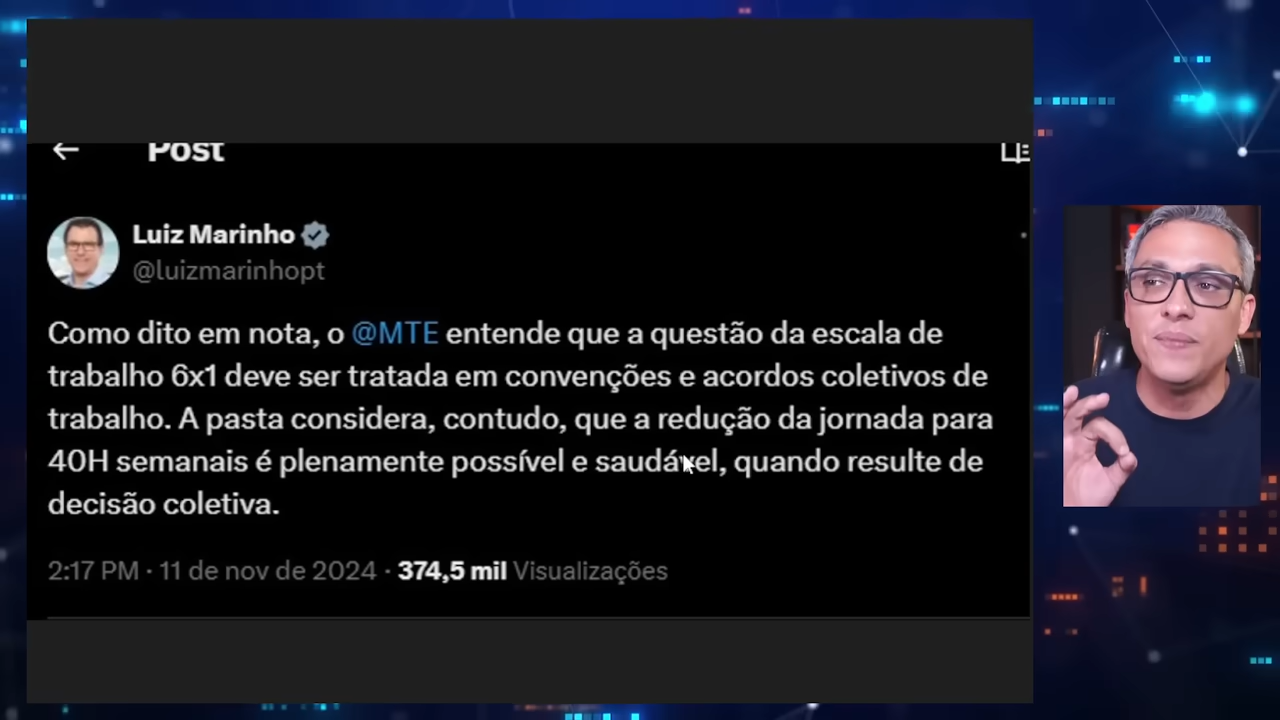 Post
Luiz Marinho
@luizmarinhopt
Como dito em nota, o @MTE entende que a questão da escala de
trabalho 6x1 deve ser tratada em convenções e acordos coletivos de
trabalho. A pasta considera, contudo, que a redução da jornada para
40H semanais é plenamente possível e saudável, quando resulte de
decisão coletiva.
2:17 PM · 11 de nov de 2024 · 374,5 mil Visualizações